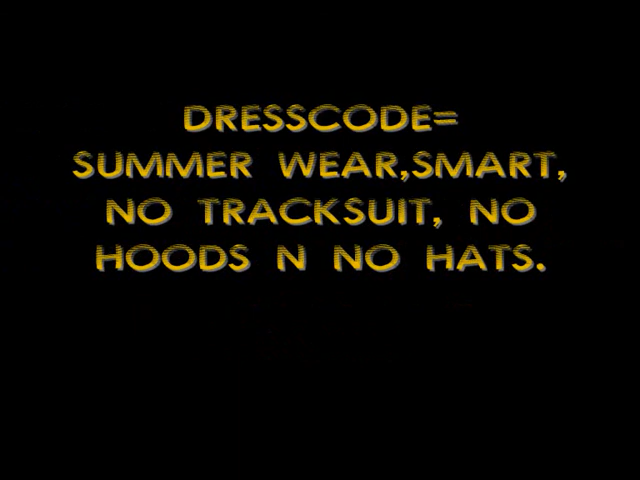 DRESSCODE=
SUMMER WEAR,SMART,
NO TRACKSUIT, NO
HOODS N NO HATS.